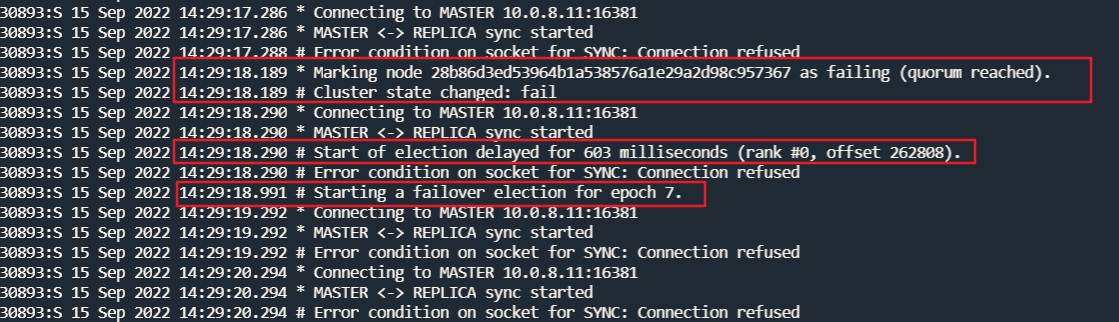 30893:S 15 Sep 2022 14:29:17.286 * Connecting to MASTER 10.0.8.11:16381
30893:S 15 Sep 2022 14:29:17.286 * MASTER <-> REPLICA sync started
30893:S 15 Sep 2022 14:29:17.288 # Error condition on socket for SYNC: Connection refused
30893:S 15 Sep 2022 14:29:18.189 * Marking node 28b86d3ed53964b1a538576a1e29a2d98c957367 as failing (quorum reached).
30893:S 15 Sep 2022 14:29:18.189 # Cluster state changed: fail
30893:S 15 Sep 2022 14:29:18.290 * Connecting to MASTER 10.0.8.11:16381
30893:S 15 Sep 2022 14:29:18.290 * MASTER <-> REPLICA sync started
30893:S 15 Sep 2022 14:29:18.290 # Start of election delayed for 603 milliseconds (rank #0, offset 262808).
30893:S 15 Sep 2022 14:29:18.290 # Error condition on socket for SYNC: Connection refused
30893:S 15 Sep 2022 14:29:18.991 # Starting a failover election for epoch 7.
30893:S 15 Sep 2022 14:29:19.292 * Connecting to MASTER 10.0.8.11:16381
30893:S 15 Sep 2022 14:29:19.292 * MASTER <-> REPLICA sync started
30893:S 15 Sep 2022 14:29:19.292 # Error condition on socket for SYNC: Connection refused
30893:S 15 Sep 2022 14:29:20.294 * Connecting to MASTER 10.0.8.11:16381
30893:S 15 Sep 2022 14:29:20.294 * MASTER <-> REPLICA sync started
30893:S 15 Sep 2022 14:29:20.294 # Error condition on socket for SYNC: Connection refused